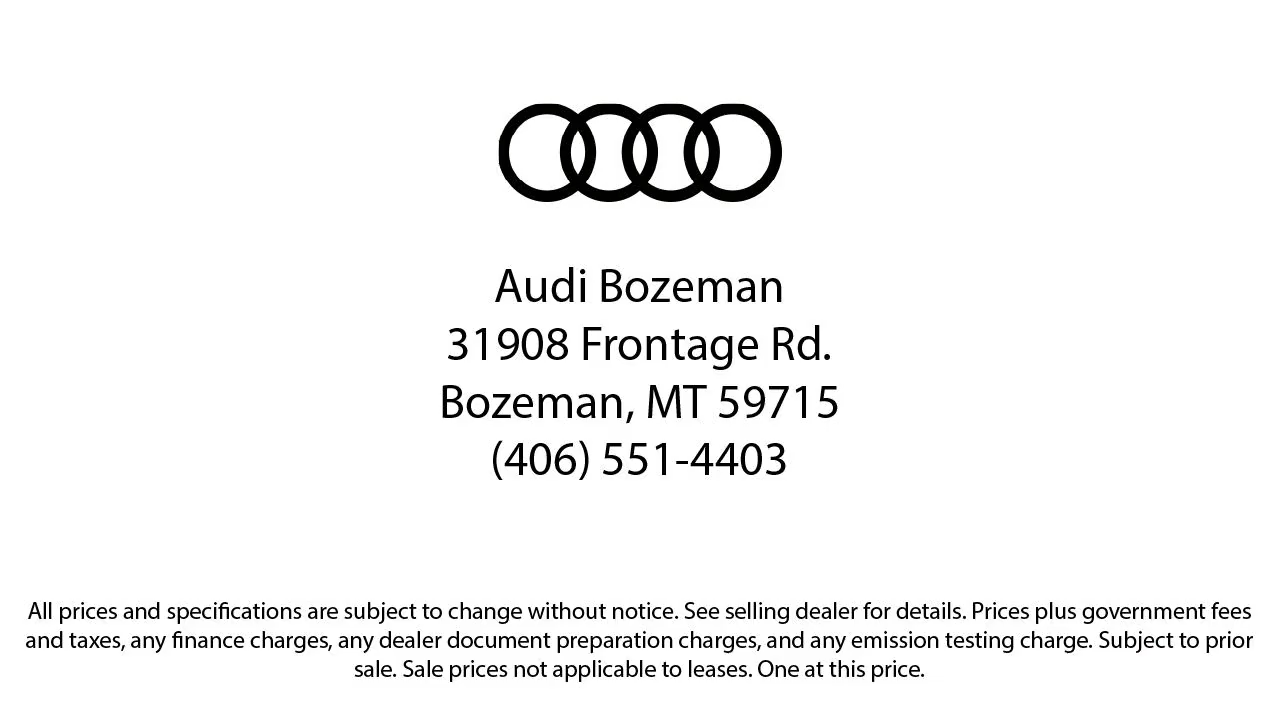 Audi Bozeman
31908 Frontage Rd.
Bozeman, MT 59715
(406) 551-4403
All prices and specifications are subject to change without notice. See selling dealer for details. Prices plus government fees
and taxes, any finance charges, any dealer document preparation charges, and any emission testing charge. Subject to prior
sale. Sale prices not applicable to leases. One at this price.